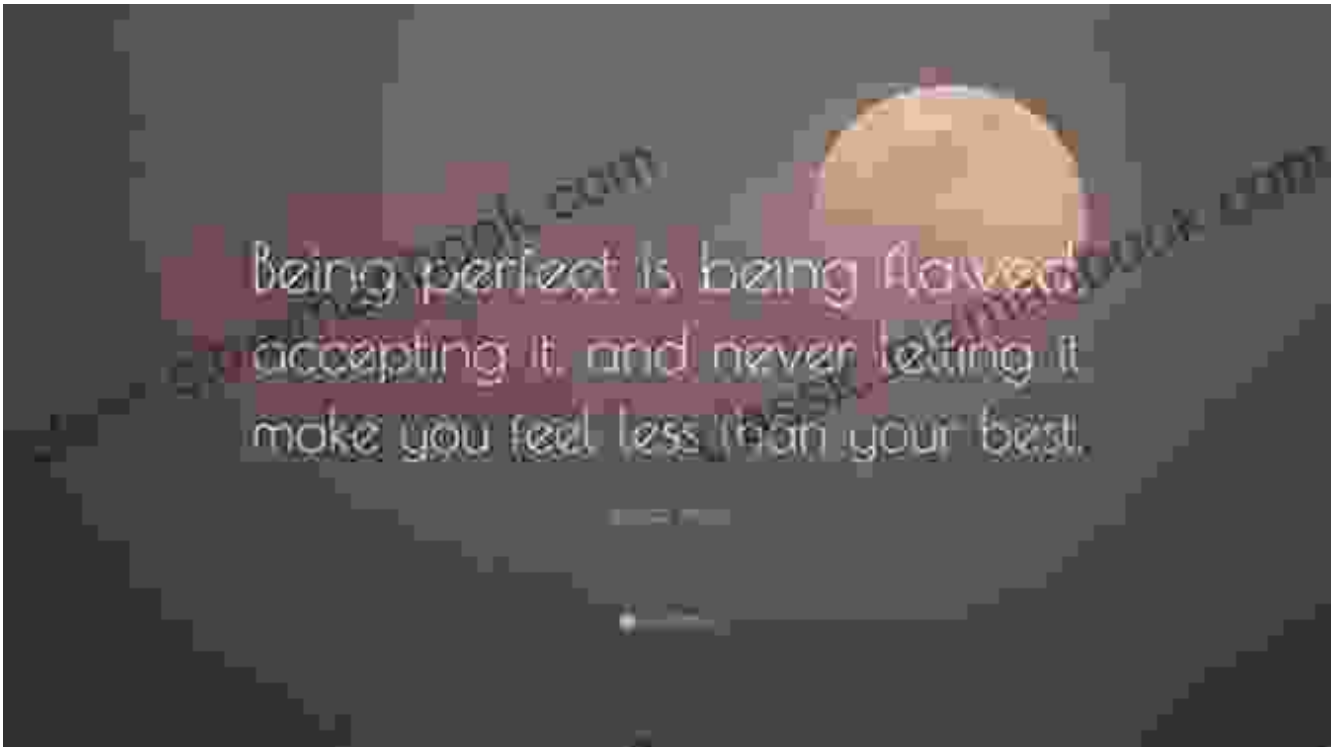 Being perfect is being flawed,
accepting it, and never letting it
make you feel less than your best.